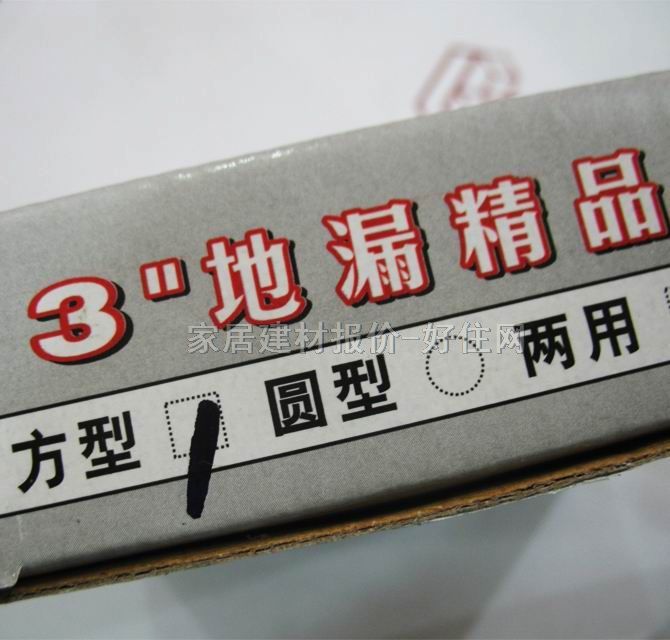 3"地漏精品
家居建材报价-好住网
方型 圆型 两用